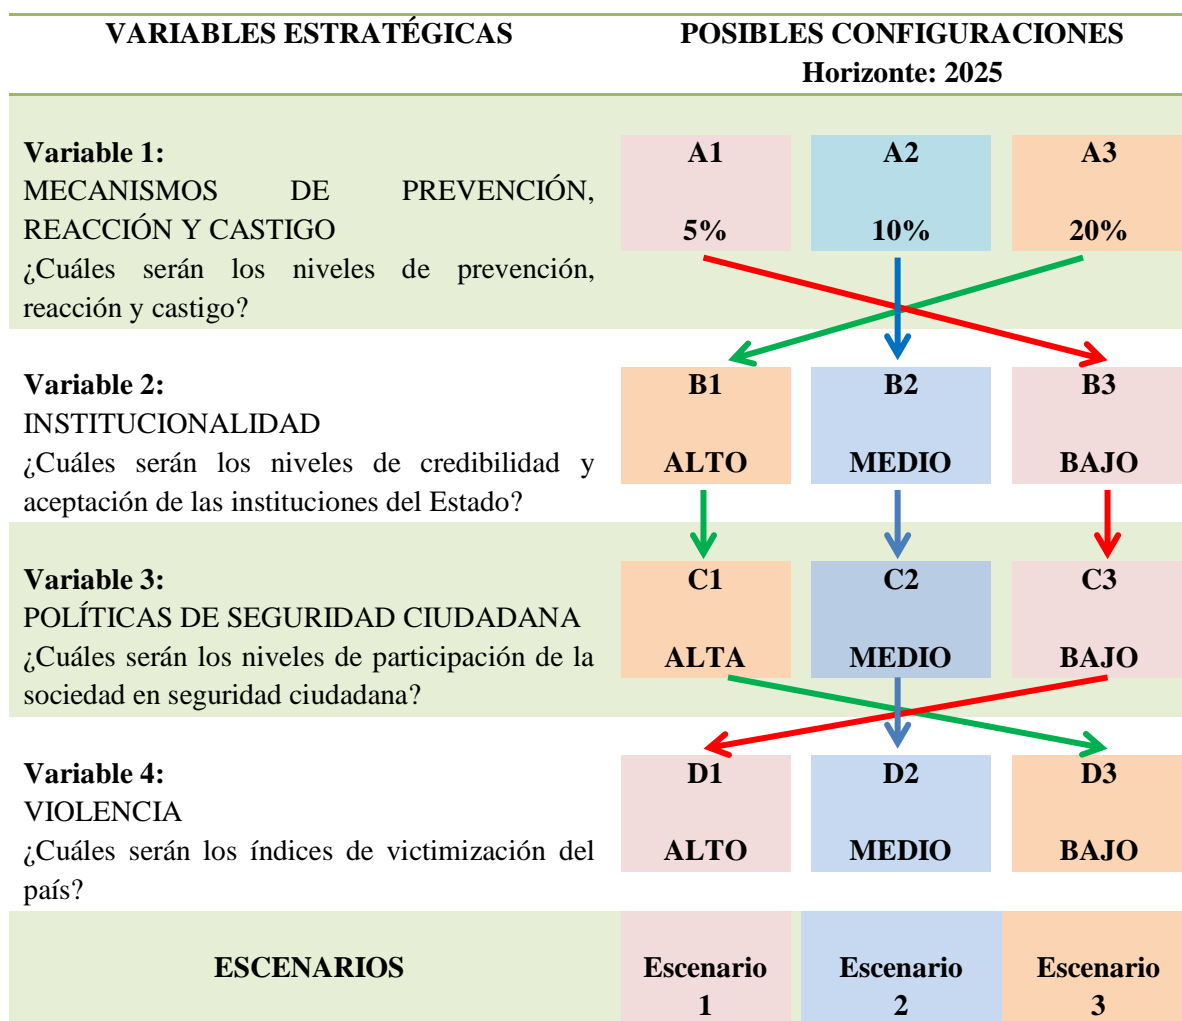 VARIABLES ESTRATÉGICAS
POSIBLES CONFIGURACIONES
Horizonte: 2025
Variable 1:
MECANISMOS DE PREVENCIÓN,
REACCIÓN Y CASTIGO
¿Cuáles serán los niveles de prevención,
reacción y castigo?
A1 A2 A3
5% 10% 20%
Variable 2:
INSTITUCIONALIDAD
¿Cuáles serán los niveles de credibilidad y
aceptación de las instituciones del Estado?
B1 B2 B3
ALTO MEDIO BAJO
Variable 3:
POLÍTICAS DE SEGURIDAD CIUDADANA
¿Cuáles serán los niveles de participación de la
sociedad en seguridad ciudadana?
C1 C2 C3
ALTA MEDIO BAJO
Variable 4:
VIOLENCIA
¿Cuáles serán los índices de victimización del
país?
D1 D2 D3
ALTO MEDIO BAJO
ESCENARIOS
Escenario
1
Escenario
2
Escenario
3